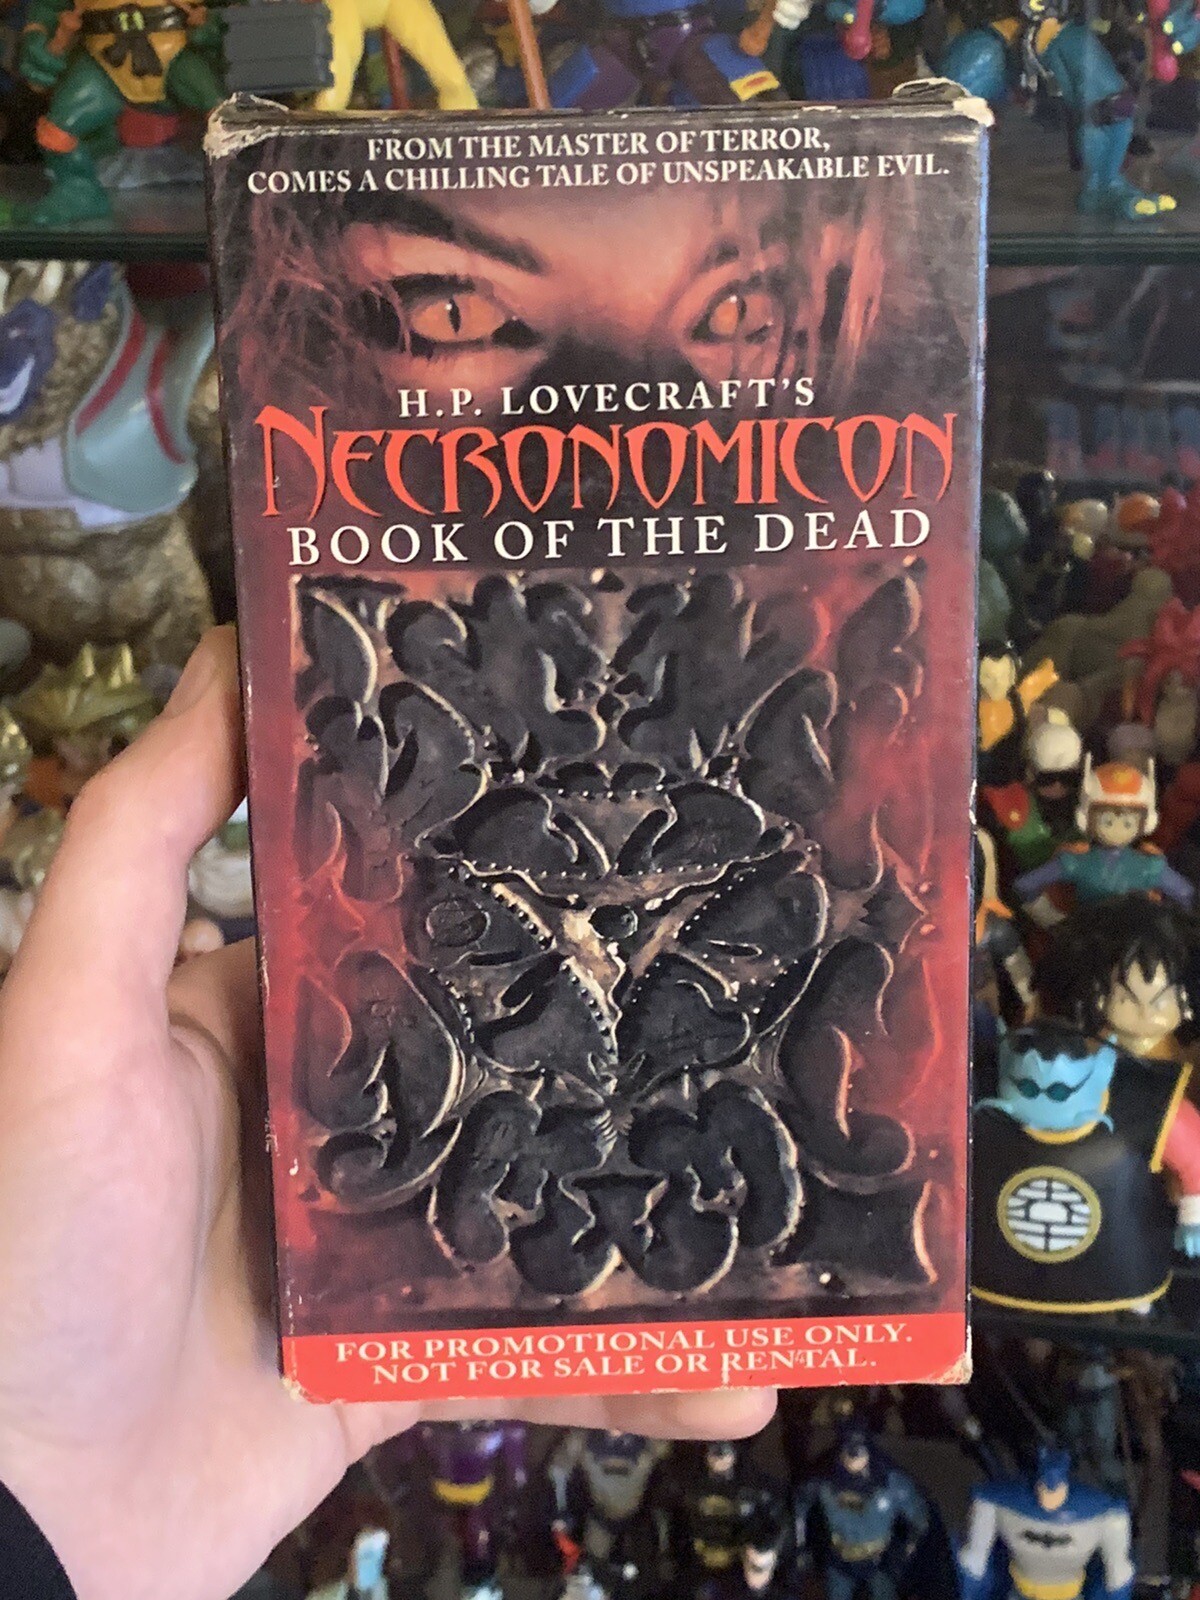 FROM THE MASTER OF TERROR,
COMES A CHILLING TALE OF UNSPEAKABLE EVIL.
H.P. LOVECRAFT'S
NECRONOMICON
BOOK OF THE DEAD
FOR PROMOTIONAL USE ONLY.
NOT FOR SALE OR RENTAL.